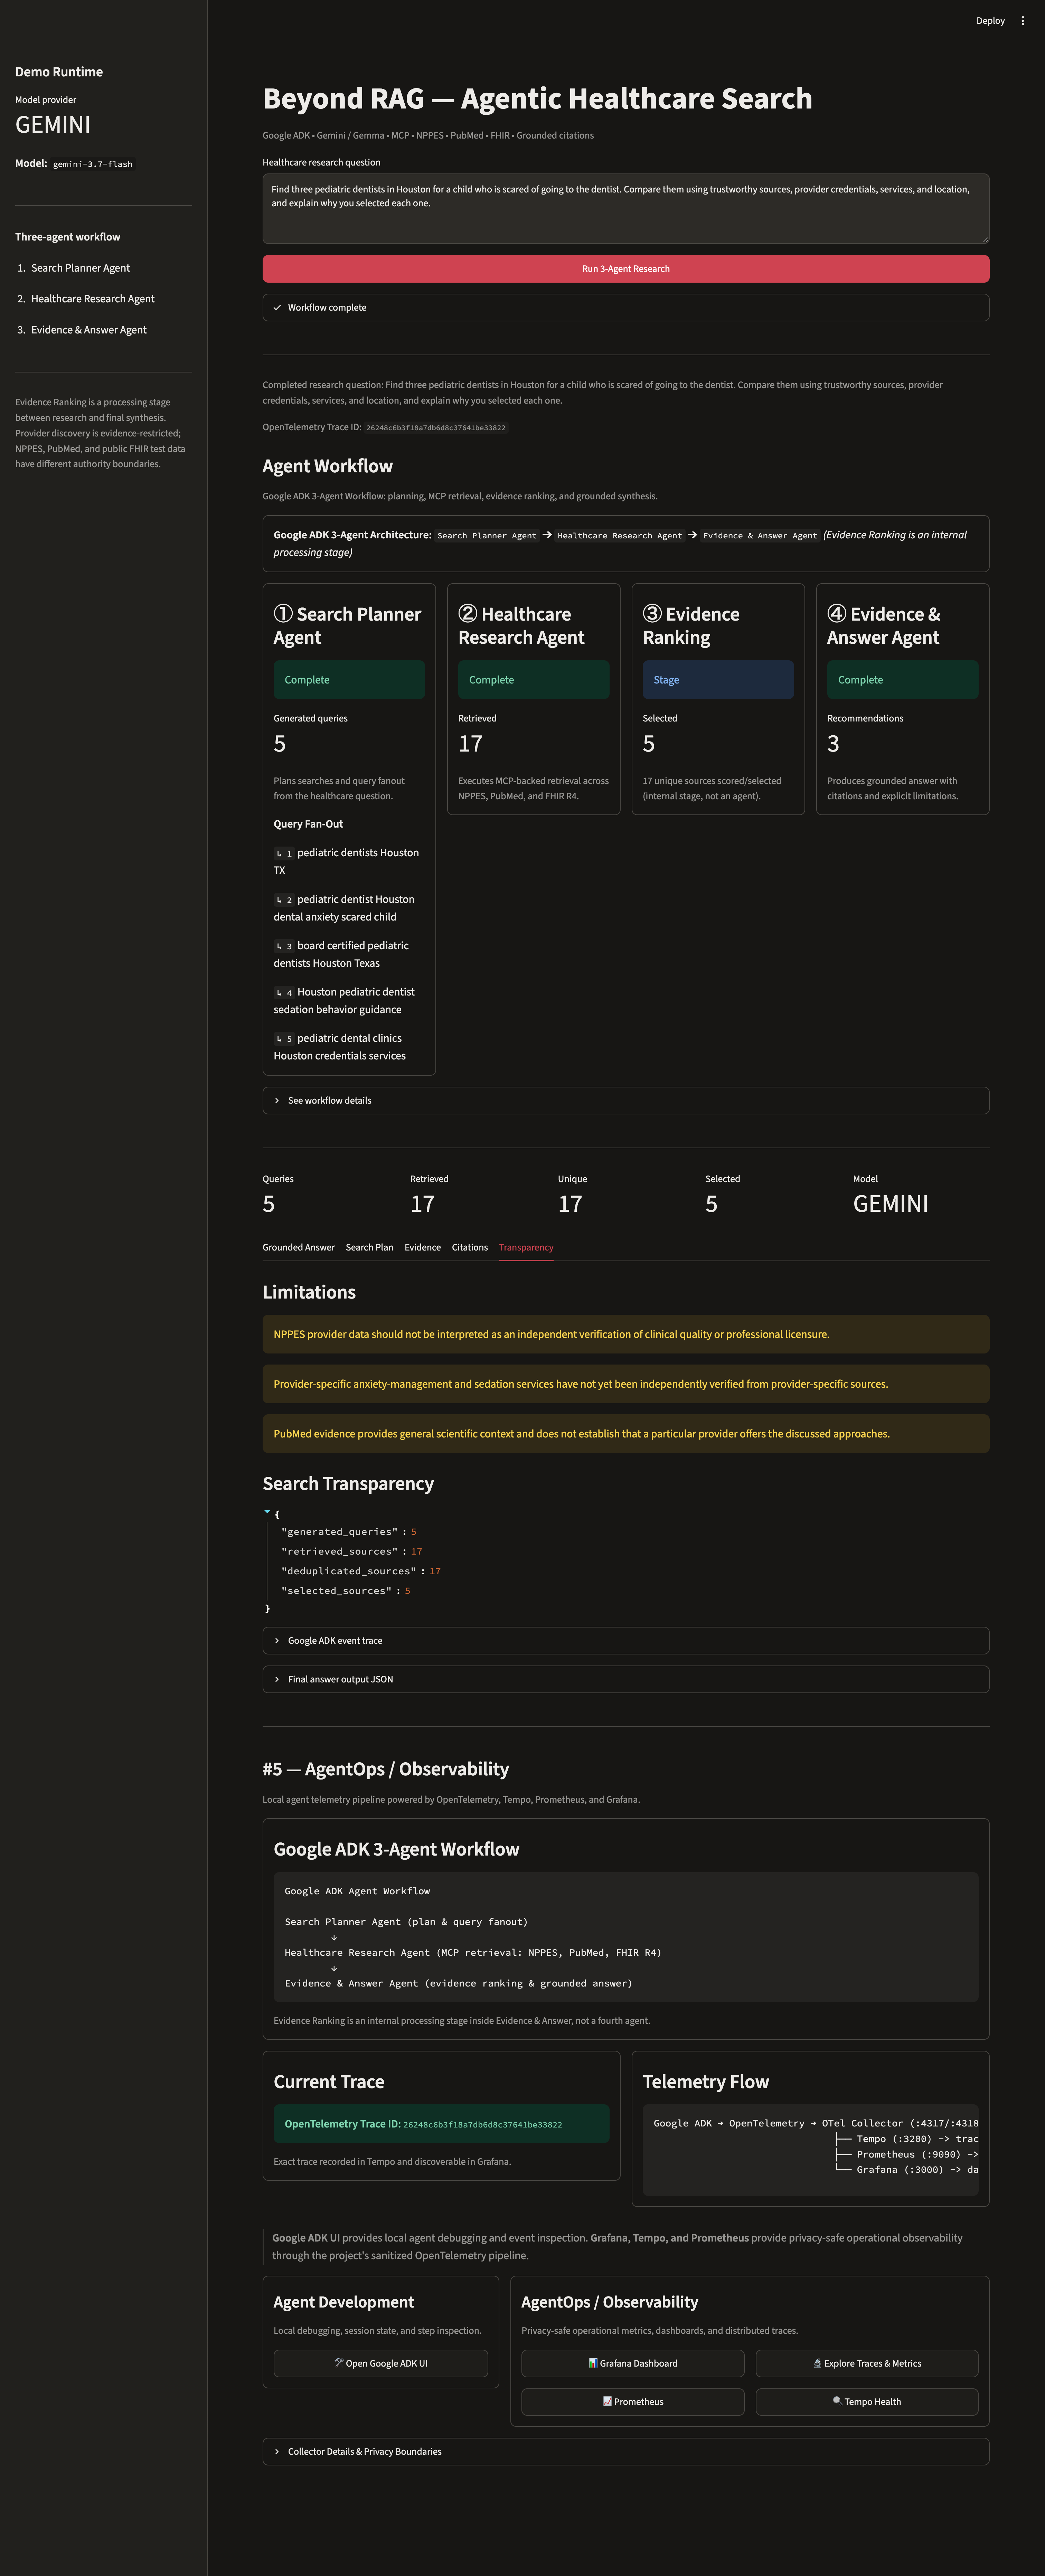 Deploy
Demo Runtime
Model provider
GEMINI
Model: gemini-3.7-flash
Three-agent workflow
1. Search Planner Agent
2. Healthcare Research Agent
3. Evidence & Answer Agent
Evidence Ranking is a processing stage
between research and final synthesis.
Provider discovery is evidence-restricted;
NPPES, PubMed, and public FHIR test data
have different authority boundaries.
Beyond RAG — Agentic Healthcare Search
Google ADK • Gemini / Gemma • MCP • NPPES • PubMed • FHIR • Grounded citations
Healthcare research question
Find three pediatric dentists in Houston for a child who is scared of going to the dentist. Compare them using trustworthy sources, provider credentials, services, and location,
and explain why you selected each one.
Run 3-Agent Research
Workflow complete
Completed research question: Find three pediatric dentists in Houston for a child who is scared of going to the dentist. Compare them using trustworthy sources, provider
credentials, services, and location, and explain why you selected each one.
OpenTelemetry Trace ID: 26248c6b3f18a7db6d8c37641be33822
Agent Workflow
Google ADK 3-Agent Workflow: planning, MCP retrieval, evidence ranking, and grounded synthesis.
Google ADK 3-Agent Architecture: Search Planner Agent ➔ Healthcare Research Agent ➔ Evidence & Answer Agent (Evidence Ranking is an internal
processing stage)
① Search Planner
Agent
Complete
Generated queries
5
Plans searches and query fanout
from the healthcare question.
Query Fan-Out
↳ 1 pediatric dentists Houston
TX
↳ 2 pediatric dentist Houston
dental anxiety scared child
↳ 3 board certified pediatric
dentists Houston Texas
↳ 4 Houston pediatric dentist
sedation behavior guidance
↳ 5 pediatric dental clinics
Houston credentials services
② Healthcare
Research Agent
Complete
Retrieved
17
Executes MCP-backed retrieval across
NPPES, PubMed, and FHIR R4.
③ Evidence
Ranking
Stage
Selected
5
17 unique sources scored/selected
(internal stage, not an agent).
④ Evidence &
Answer Agent
Complete
Recommendations
3
Produces grounded answer with
citations and explicit limitations.
See workflow details
Queries
5
Retrieved
17
Unique
17
Selected
5
Model
GEMINI
Grounded Answer Search Plan Evidence Citations Transparency
Limitations
NPPES provider data should not be interpreted as an independent verification of clinical quality or professional licensure.
Provider-specific anxiety-management and sedation services have not yet been independently verified from provider-specific sources.
PubMed evidence provides general scientific context and does not establish that a particular provider offers the discussed approaches.
Search Transparency
{
"generated_queries" : 5
"retrieved_sources" : 17
"deduplicated_sources" : 17
"selected_sources" : 5
}
Google ADK event trace
Final answer output JSON
#5 — AgentOps / Observability
Local agent telemetry pipeline powered by OpenTelemetry, Tempo, Prometheus, and Grafana.
Google ADK 3-Agent Workflow
Google ADK Agent Workflow
Search Planner Agent (plan & query fanout)
↓
Healthcare Research Agent (MCP retrieval: NPPES, PubMed, FHIR R4)
↓
Evidence & Answer Agent (evidence ranking & grounded answer)
Evidence Ranking is an internal processing stage inside Evidence & Answer, not a fourth agent.
Current Trace
OpenTelemetry Trace ID: 26248c6b3f18a7db6d8c37641be33822
Exact trace recorded in Tempo and discoverable in Grafana.
Telemetry Flow
Google ADK → OpenTelemetry → OTel Collector (:4317/:4318
├── Tempo (:3200) -> trac
├── Prometheus (:9090) ->
└── Grafana (:3000) -> da
Google ADK UI provides local agent debugging and event inspection. Grafana, Tempo, and Prometheus provide privacy-safe operational observability
through the project's sanitized OpenTelemetry pipeline.
Agent Development
Local debugging, session state, and step inspection.
🛠️ Open Google ADK UI
AgentOps / Observability
Privacy-safe operational metrics, dashboards, and distributed traces.
📊 Grafana Dashboard
🔬 Explore Traces & Metrics
📈 Prometheus
🔍 Tempo Health
Collector Details & Privacy Boundaries